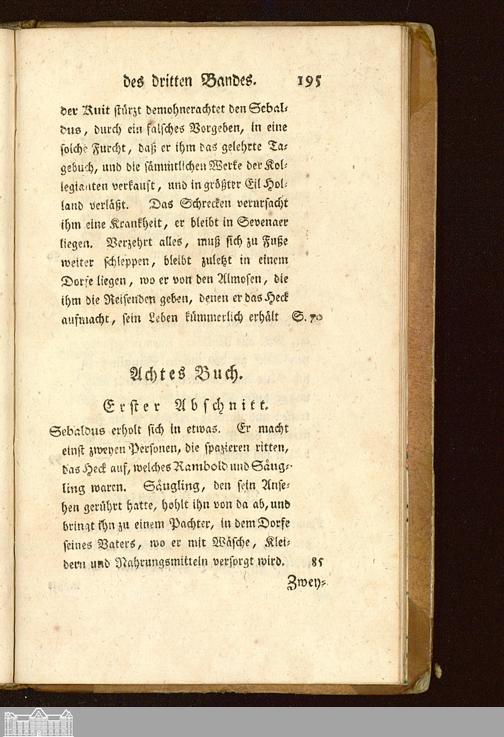 des dritten Bandes. 195
der Kuit stürzt demohnerachtet den Sebal-
dus, durch ein falsches Vorgeben, in eine
solche Furcht, daß er ihm das gelehrte Ta-
gebuch, und die sämmtlichen Werke der Kol-
legianten verkauft, und in größter Eil Hol-
land verläßt. Das Schrecken verursacht
ihm eine Krankheit, er bleibt in Sevenaer
liegen. Verzehrt alles, muß sich zu Fuße
weiter schleppen, bleibt zuletzt in einem
Dorfe liegen, wo er von den Almosen, die
ihm die Reisenden geben, denen er das Heck
aufmacht, sein Leben kümmerlich erhält S. 70
Achtes Buch.
Erster Abschnitt.
Sebaldus erholt sich in etwas. Er macht
einst zweyen Personen, die spazieren ritten,
das Heck auf, welches Rambold und Säug-
ling waren. Säugling, den sein Anse-
hen gerührt hatte, hohlt ihn von da ab, und
bringt ihn zu einem Pachter, in dem Dorfe
seines Vaters, wo er mit Wäsche, Klei-
dern und Nahrungsmitteln versorgt wird. 85
Zwey-